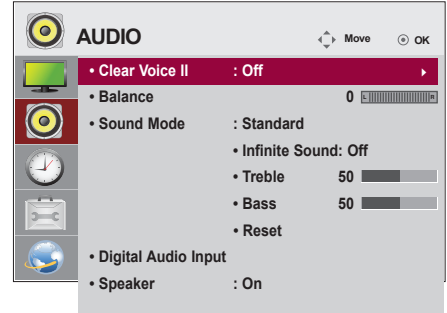 AUDIO Move OK
• Clear Voice II : Off
• Balance 0 L R
• Sound Mode : Standard
• Infinite Sound: Off
• Treble 50
• Bass 50
• Reset
• Digital Audio Input
• Speaker : On